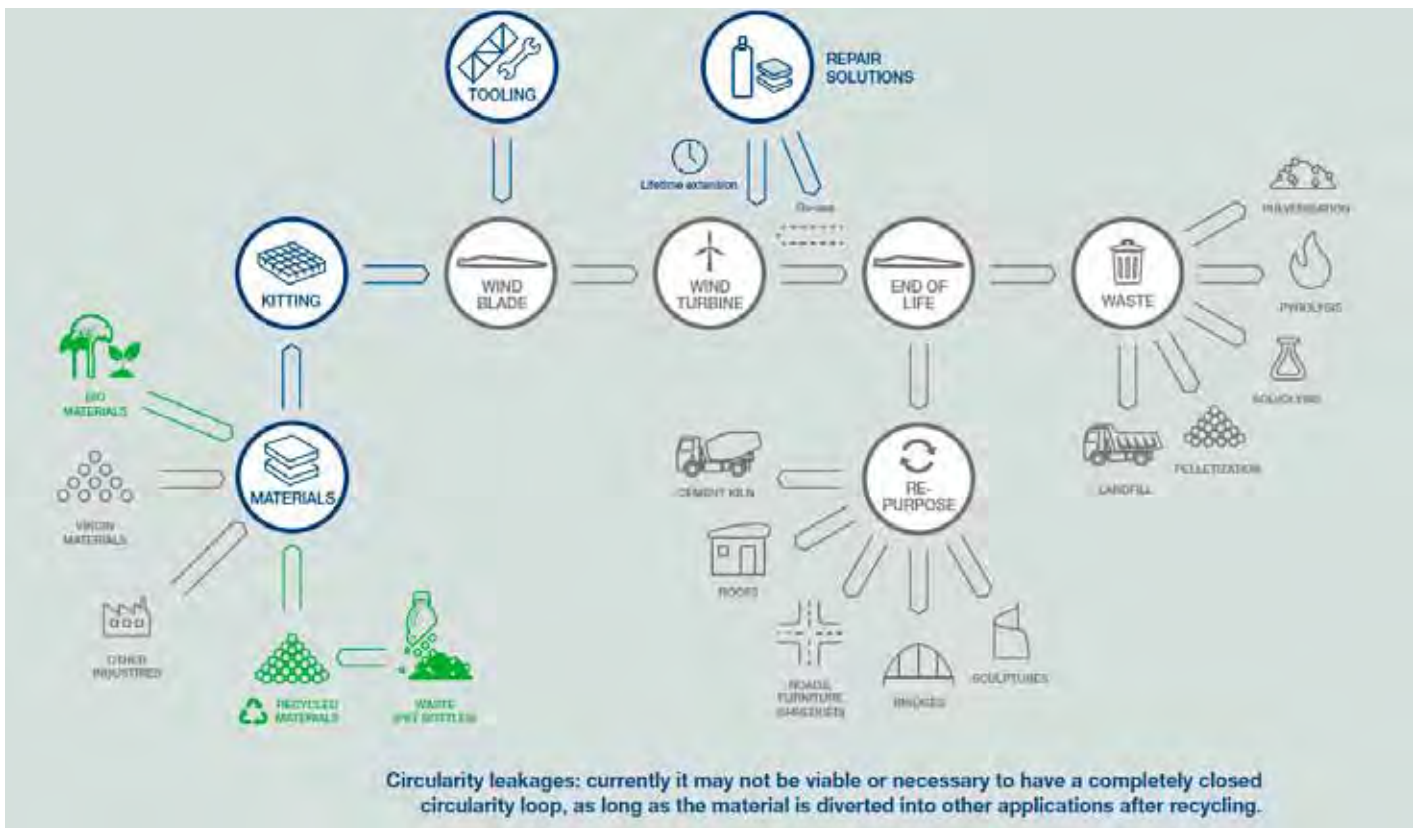 TOOLING
REPAIR
SOLUTIONS
Lifetime extension
Re-use
KITTING
WIND
BLADE
WIND
TURBINE
END OF
LIFE
WASTE
PULVERISATION
PYROLYSIS
SOLVOLYSIS
PELLETIZATION
LANDFILL
BIO
MATERIALS
VIRGIN
MATERIALS
OTHER
INDUSTRIES
MATERIALS
RECYCLED
MATERIALS
WASTE
(PET BOTTLES)
RE-
PURPOSE
CEMENT KILN
ROOFS
ROADS,
FURNITURE
(SHREDDED)
BRIDGES
SCULPTURES
Circularity leakages: currently it may not be viable or necessary to have a completely closed
circularity loop, as long as the material is diverted into other applications after recycling.